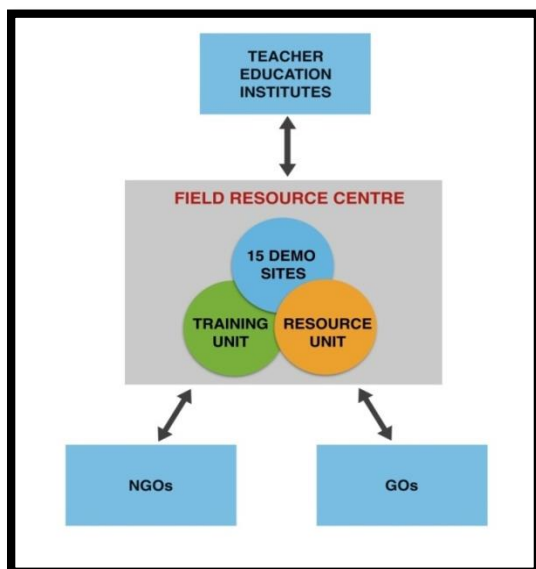 TEACHER
EDUCATION
INSTITUTES
FIELD RESOURCE CENTRE
15 DEMO
SITES
TRAINING
UNIT
RESOURCE
UNIT
NGOs
GOs